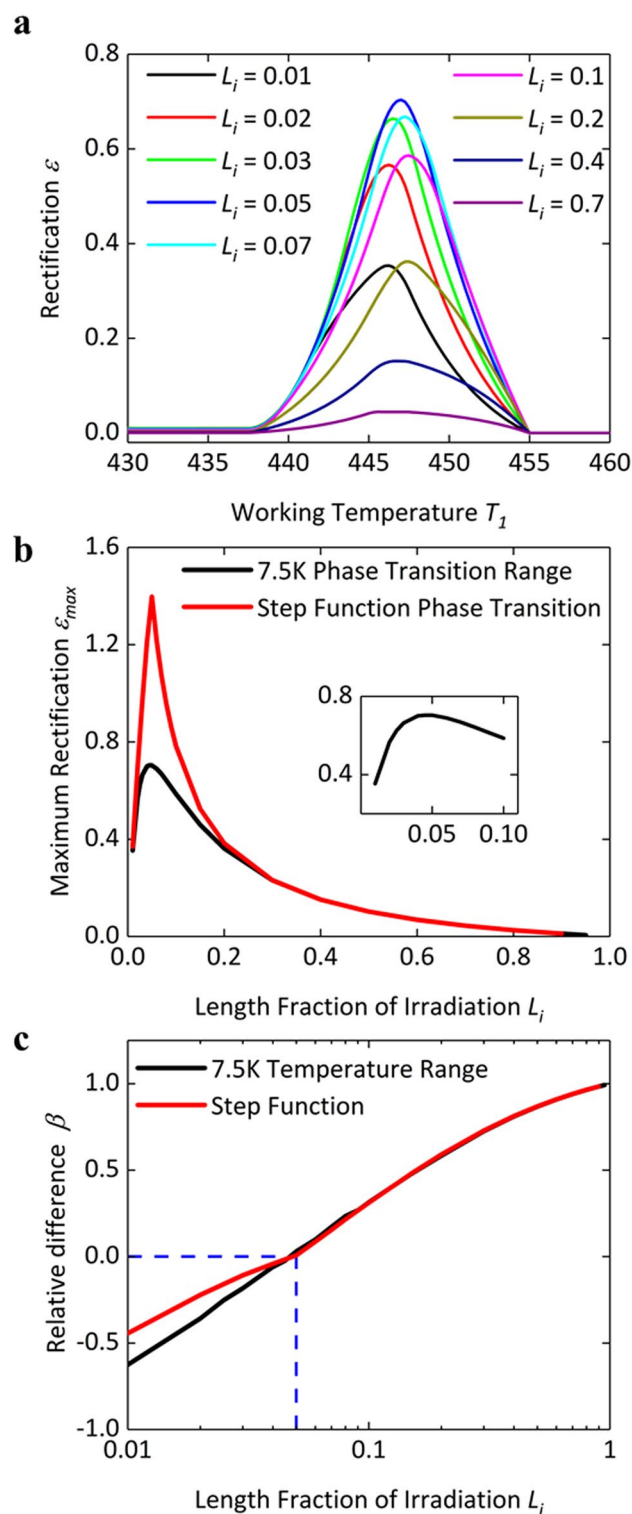 a
0.8
0.6
0.4
0.2
0.0
Rectification ε
L_i = 0.01
L_i = 0.02
L_i = 0.03
L_i = 0.05
L_i = 0.07
L_i = 0.1
L_i = 0.2
L_i = 0.4
L_i = 0.7
430 435 440 445 450 455 460
Working Temperature T_1
b
1.6
1.2
0.8
0.4
0.0
Maximum Rectification ε_max
7.5K Phase Transition Range
Step Function Phase Transition
0.8
0.4
0.05 0.10
0.0 0.2 0.4 0.6 0.8 1.0
Length Fraction of Irradiation L_i
c
1.0
0.5
0.0
-0.5
-1.0
Relative difference β
7.5K Temperature Range
Step Function
0.01 0.1 1
Length Fraction of Irradiation L_i